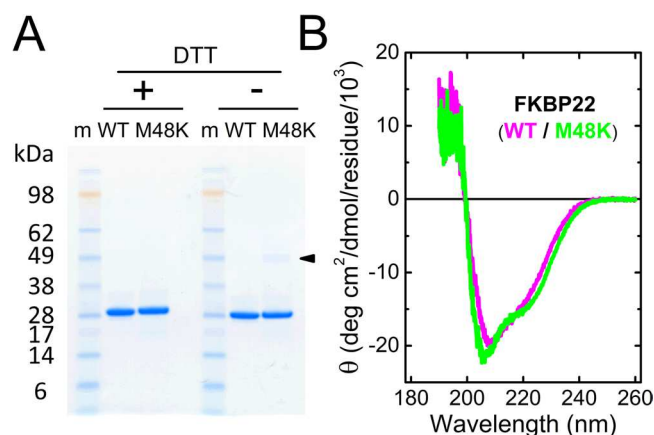 A
DTT
+ -
m WT M48K m WT M48K
kDa
98
62
49
38
28
17
14
6
B
θ (deg cm²/dmol/residue/10³)
20
10
0
-10
-20
FKBP22
(WT / M48K)
180 200 220 240 260
Wavelength (nm)